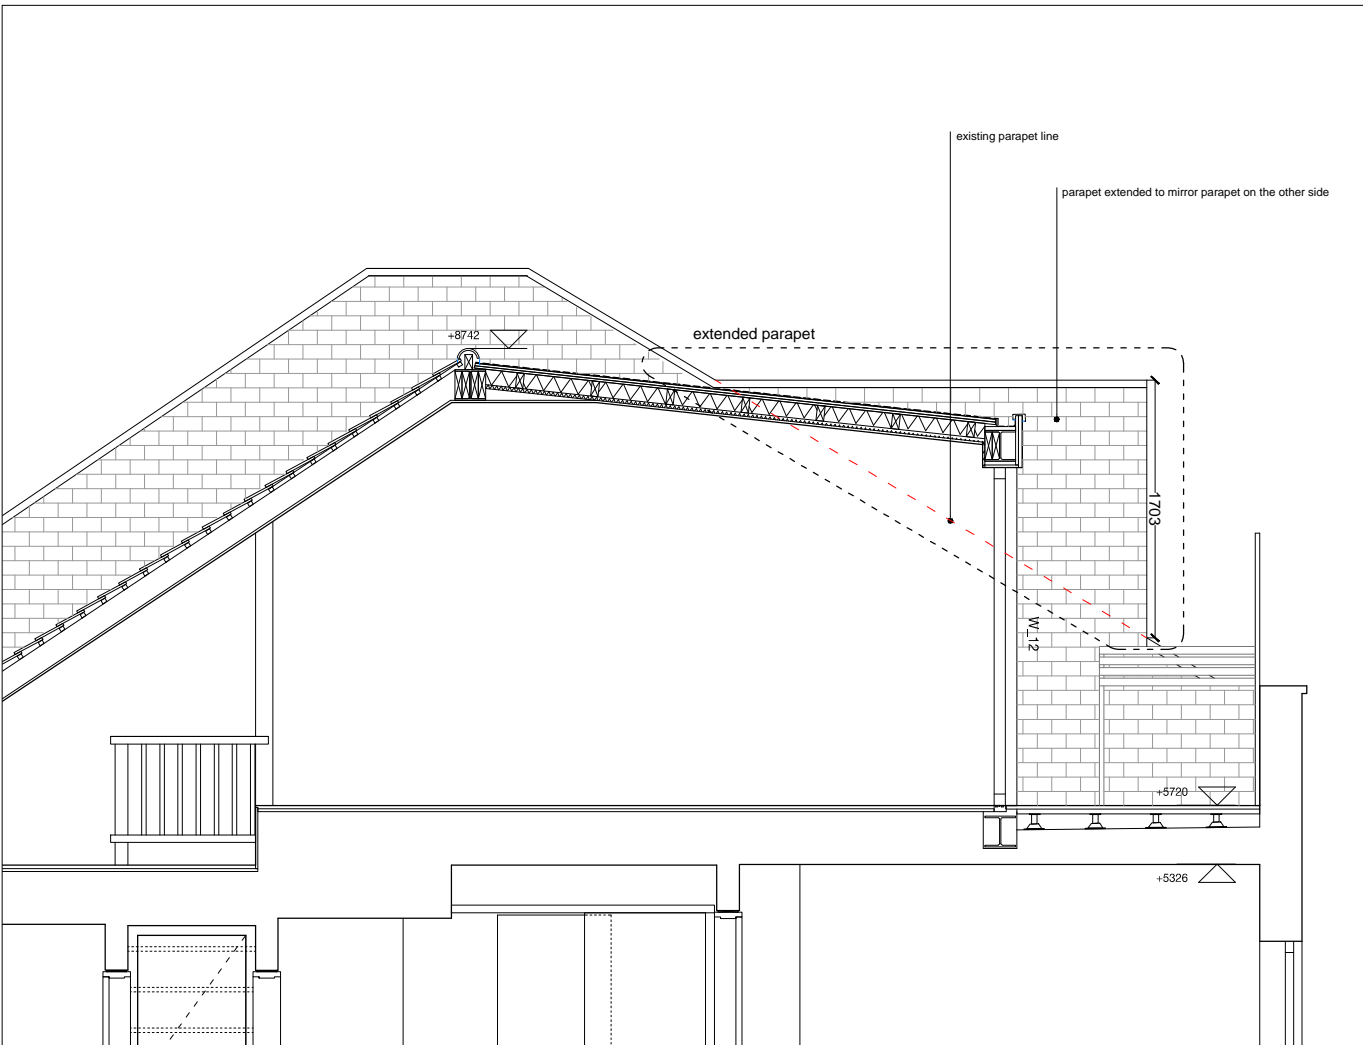 existing parapet line
parapet extended to mirror parapet on the other side
+8742
extended parapet
1703
W_12
+5720
+5326